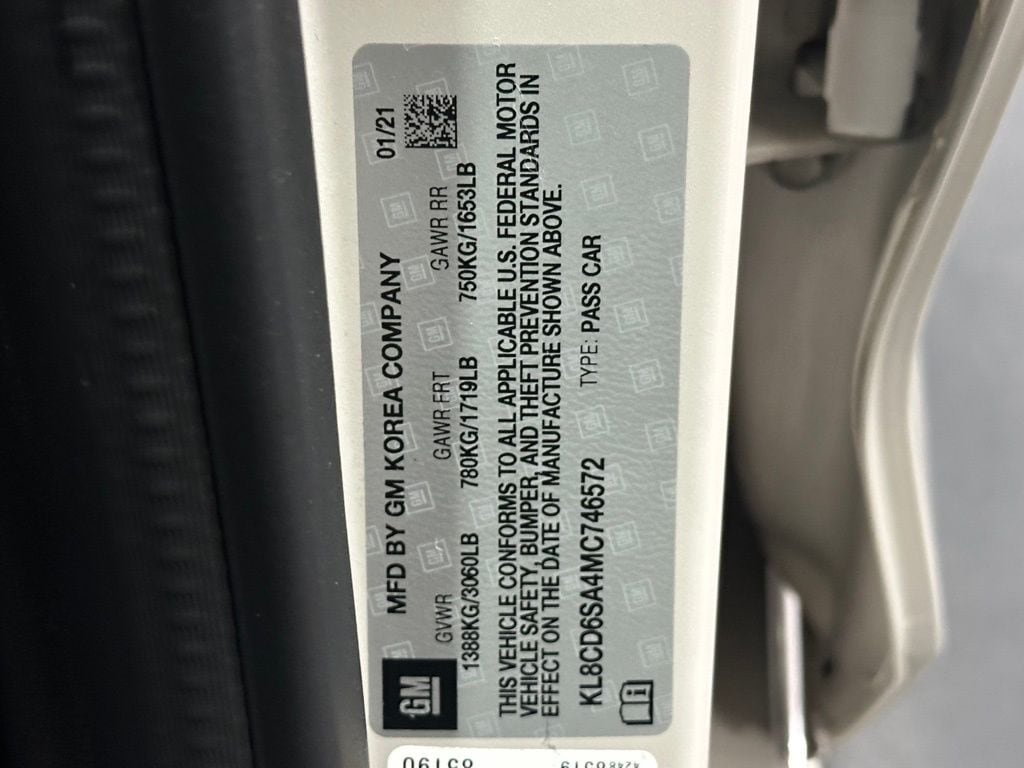 GM
MFD BY GM KOREA COMPANY 01/21
GVWR GAWR FRT GAWR RR
1388KG/3060LB 780KG/1719LB 750KG/1653LB
THIS VEHICLE CONFORMS TO ALL APPLICABLE U.S. FEDERAL MOTOR
VEHICLE SAFETY, BUMPER, AND THEFT PREVENTION STANDARDS IN
EFFECT ON THE DATE OF MANUFACTURE SHOWN ABOVE.
KL8CD6SA4MC746572 TYPE: PASS CAR